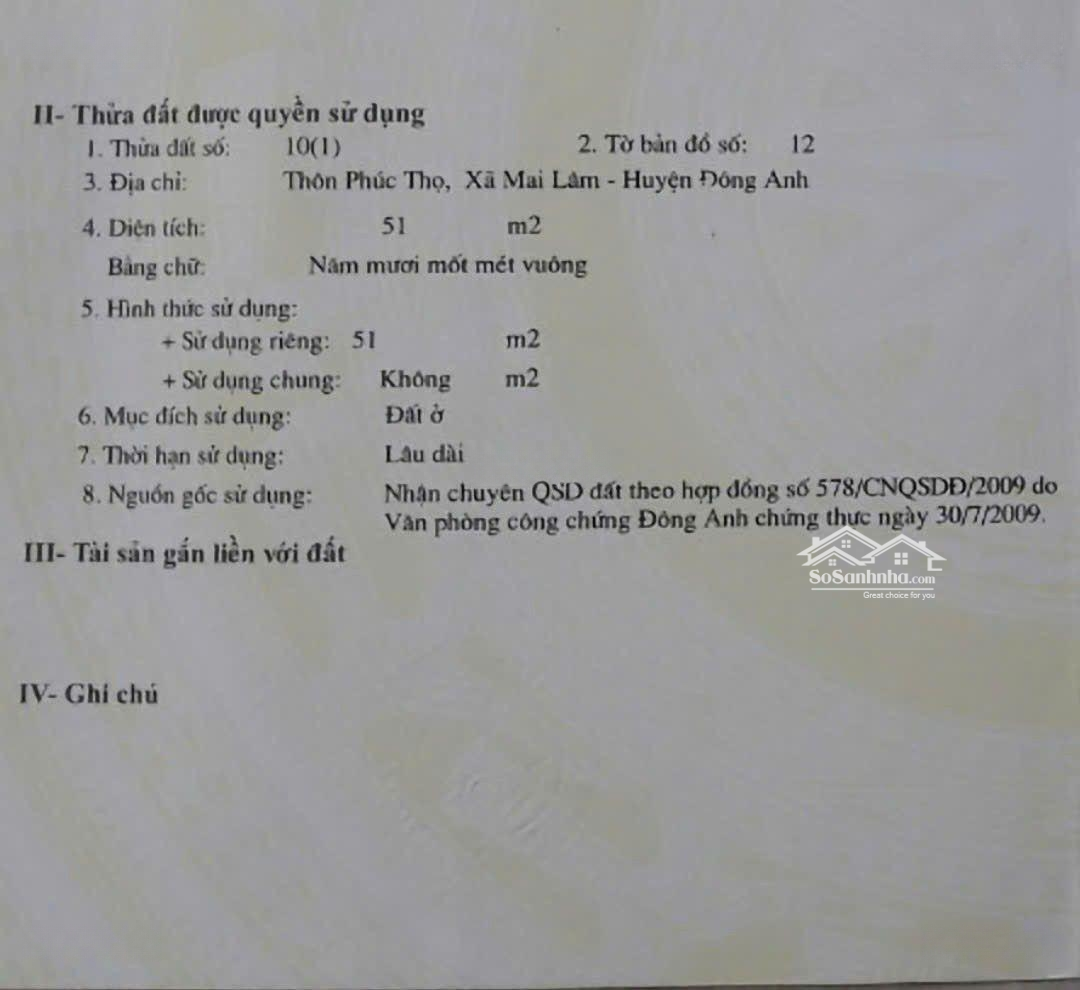 II- Thửa đất được quyền sử dụng
1. Thửa đất số: 10(1) 2. Tờ bản đồ số: 12
3. Địa chỉ: Thôn Phúc Thọ, Xã Mai Lâm - Huyện Đông Anh
4. Diện tích: 51 m2
Bằng chữ: Năm mươi mốt mét vuông
5. Hình thức sử dụng:
+ Sử dụng riêng: 51 m2
+ Sử dụng chung: Không m2
6. Mục đích sử dụng: Đất ở
7. Thời hạn sử dụng: Lâu dài
8. Nguồn gốc sử dụng: Nhận chuyển QSD đất theo hợp đồng số 578/CNQSDĐ/2009 do
Văn phòng công chứng Đông Anh chứng thực ngày 30/7/2009.
III- Tài sản gắn liền với đất
SoSanhnha.com
Great choice for you
IV- Ghi chú